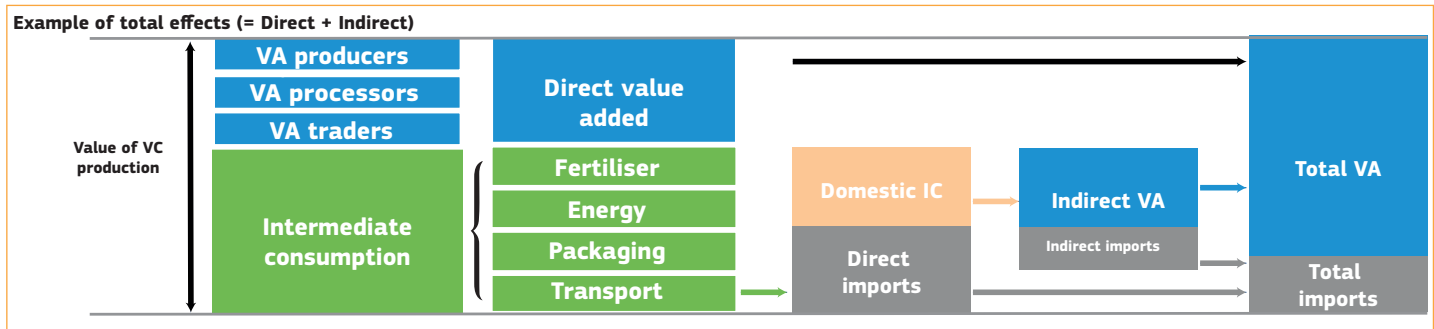 Example of total effects (= Direct + Indirect)
Value of VC
production
VA producers
VA processors
VA traders
Intermediate
consumption
Direct value
added
Fertiliser
Energy
Packaging
Transport
Domestic IC
Direct
imports
Indirect VA
Indirect imports
Total VA
Total
imports